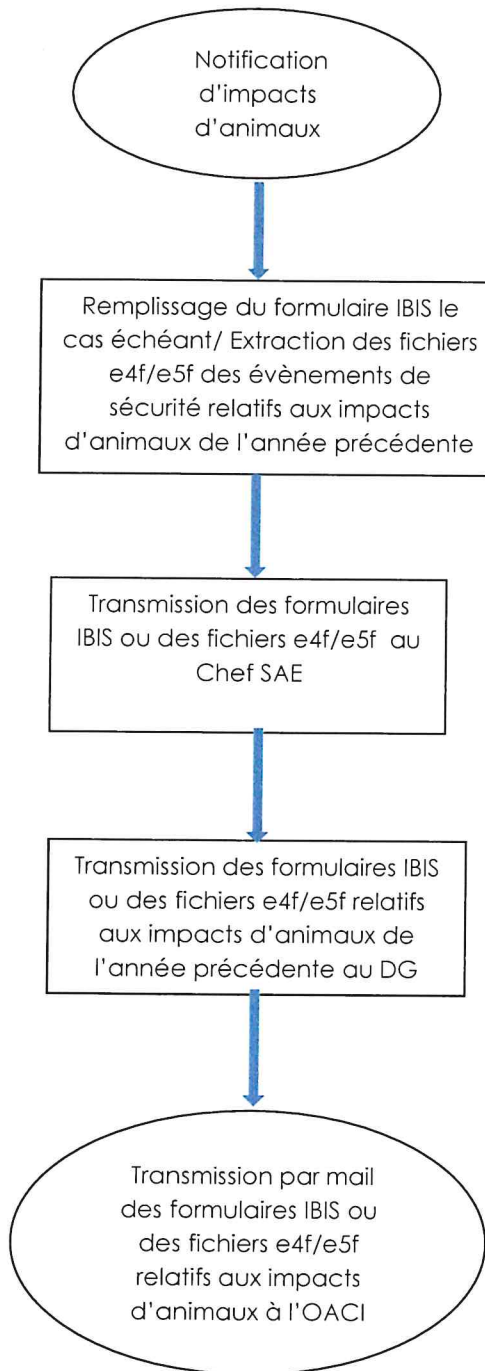 Notification
d'impacts
d'animaux
Remplissage du formulaire IBIS le
cas échéant/ Extraction des fichiers
e4f/e5f des évènements de
sécurité relatifs aux impacts
d'animaux de l'année précédente
Transmission des formulaires
IBIS ou des fichiers e4f/e5f au
Chef SAE
Transmission des formulaires IBIS
ou des fichiers e4f/e5f relatifs
aux impacts d'animaux de
l'année précédente au DG
Transmission par mail
des formulaires IBIS ou
des fichiers e4f/e5f
relatifs aux impacts
d'animaux à l'OACI